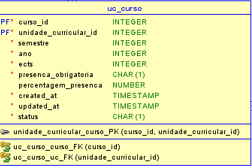 uc_curso
PF* curso_id INTEGER
PF* unidade_curricular_id INTEGER
* semestre INTEGER
* ano INTEGER
* ects INTEGER
* presenca_obrigatoria CHAR (1)
percentagem_presenca NUMBER
* created_at TIMESTAMP
* updated_at TIMESTAMP
* status CHAR (1)
unidade_curricular_curso_PK (curso_id, unidade_curricular_id)
uc_curso_curso_FK (curso_id)
uc_curso_uc_FK (unidade_curricular_id)